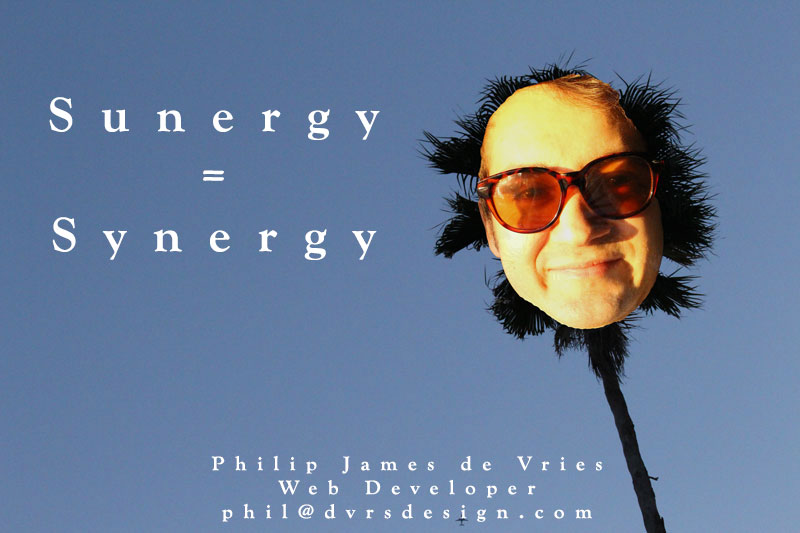 Sunergy
=
Synergy
Philip James de Vries
Web Developer
phil@dvrsdesign.com